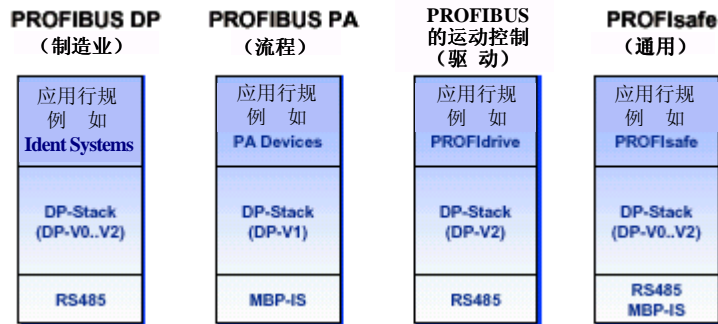 PROFIBUS DP
（制造业）
应用行规
例 如
Ident Systems
DP-Stack
(DP-V0..V2)
RS485
PROFIBUS PA
（流程）
应用行规
例 如
PA Devices
DP-Stack
(DP-V1)
MBP-IS
PROFIBUS
的运动控制
（驱 动）
应用行规
例 如
PROFIdrive
DP-Stack
(DP-V2)
RS485
PROFIsafe
（通用）
应用行规
例 如
PROFIsafe
DP-Stack
(DP-V0..V2)
RS485
MBP-IS